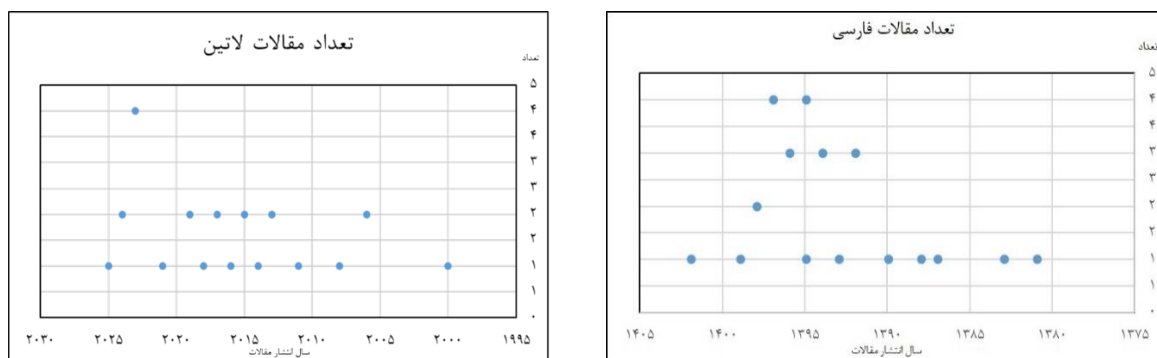 تعداد مقالات فارسی
تعداد
۵
۴
۴
۳
۳
۲
۲
۱
۱
۰
۱۴۰۵ ۱۴۰۰ ۱۳۹۵ ۱۳۹۰ ۱۳۸۵ ۱۳۸۰ ۱۳۷۵
سال انتشار مقالات
تعداد مقالات لاتین
تعداد
۵
۴
۴
۳
۳
۲
۲
۱
۱
۰
۲۰۳۰ ۲۰۲۵ ۲۰۲۰ ۲۰۱۵ ۲۰۱۰ ۲۰۰۵ ۲۰۰۰ ۱۹۹۵
سال انتشار مقالات